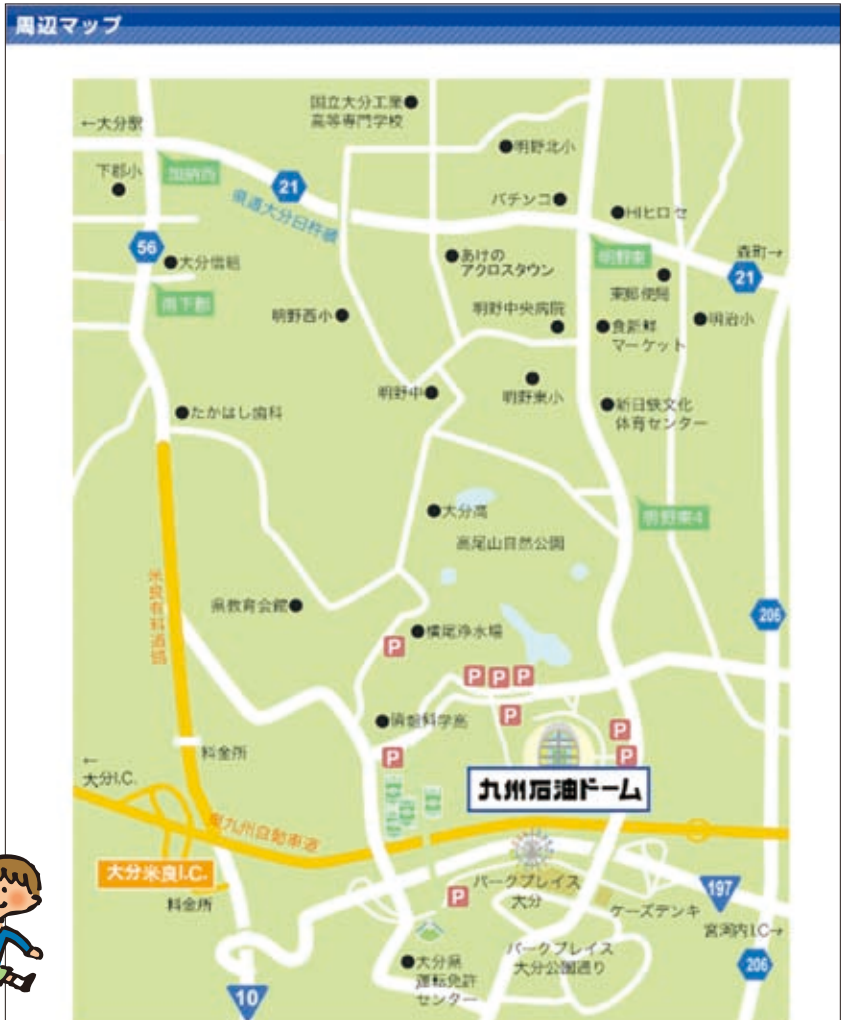 周辺マップ
国立大分工業
高等専門学校
←大分駅
明野北小
下郡小
加納西
21
パチンコ
HIヒロセ
県道大分臼杵線
56
大分信組
あけの
アクロスタウン
明野東
森町→
21
東郵便局
南下郡
明野西小
明野中央病院
食新鮮
マーケット
明治小
明野中
明野東小
たかはし歯科
新日鉄文化
体育センター
大分高
明野東4
高尾山自然公園
米良有料道路
県教育会館
206
横尾浄水場
P
P P P
情報科学高
P
P
P
P
料金所
←
大分I.C.
九州石油ドーム
東九州自動車道
大分米良I.C.
パークプレイス
大分
197
料金所
P
ケーズデンキ
宮河内I.C→
パークプレイス
大分公園通り
206
大分県
運転免許
センター
10